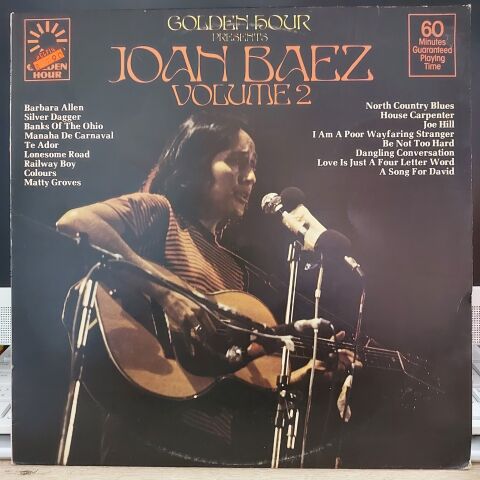 GOLDEN HOUR
PRESENTS
JOAN BAEZ
VOLUME 2
GOLDEN
HOUR
60
Minutes
Guaranteed
Playing
Time
Barbara Allen
Silver Dagger
Banks Of The Ohio
Manaha De Carnaval
Te Ador
Lonesome Road
Railway Boy
Colours
Matty Groves
North Country Blues
House Carpenter
Joe Hill
I Am A Poor Wayfaring Stranger
Be Not Too Hard
Dangling Conversation
Love Is Just A Four Letter Word
A Song For David